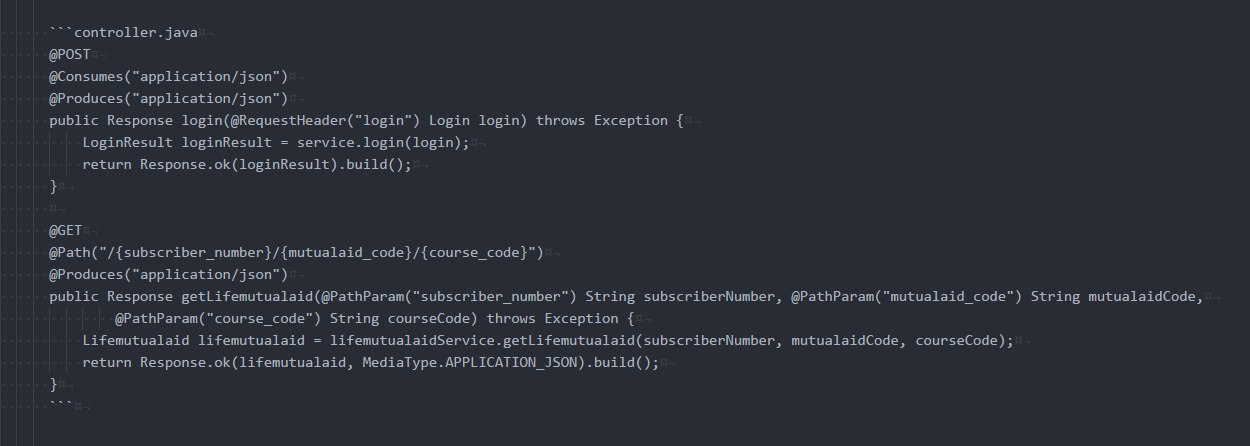 ```controller.java
@POST
@Consumes("application/json")
@Produces("application/json")
public Response login(@RequestHeader("login") Login login) throws Exception {
    LoginResult loginResult = service.login(login);
    return Response.ok(loginResult).build();
}

@GET
@Path("/{subscriber_number}/{mutualaid_code}/{course_code}")
@Produces("application/json")
public Response getLifemutualaid(@PathParam("subscriber_number") String subscriberNumber, @PathParam("mutualaid_code") String mutualaidCode,
        @PathParam("course_code") String courseCode) throws Exception {
    Lifemutualaid lifemutualaid = lifemutualaidService.getLifemutualaid(subscriberNumber, mutualaidCode, courseCode);
    return Response.ok(lifemutualaid, MediaType.APPLICATION_JSON).build();
}
```